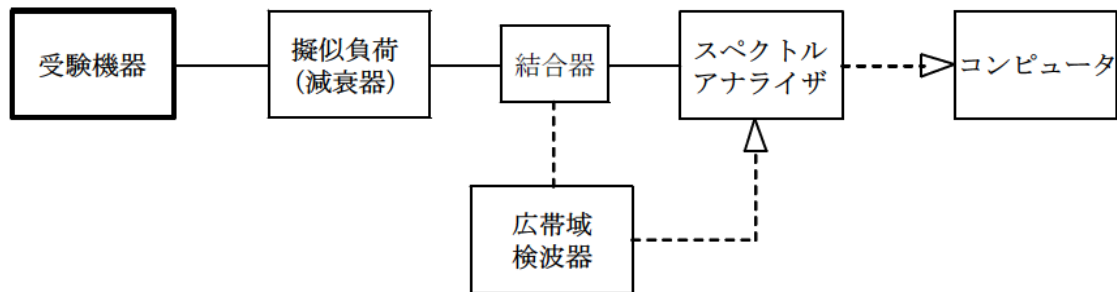 受験機器
擬似負荷
(減衰器)
結合器
スペクトル
アナライザ
コンピュータ
広帯域
検波器